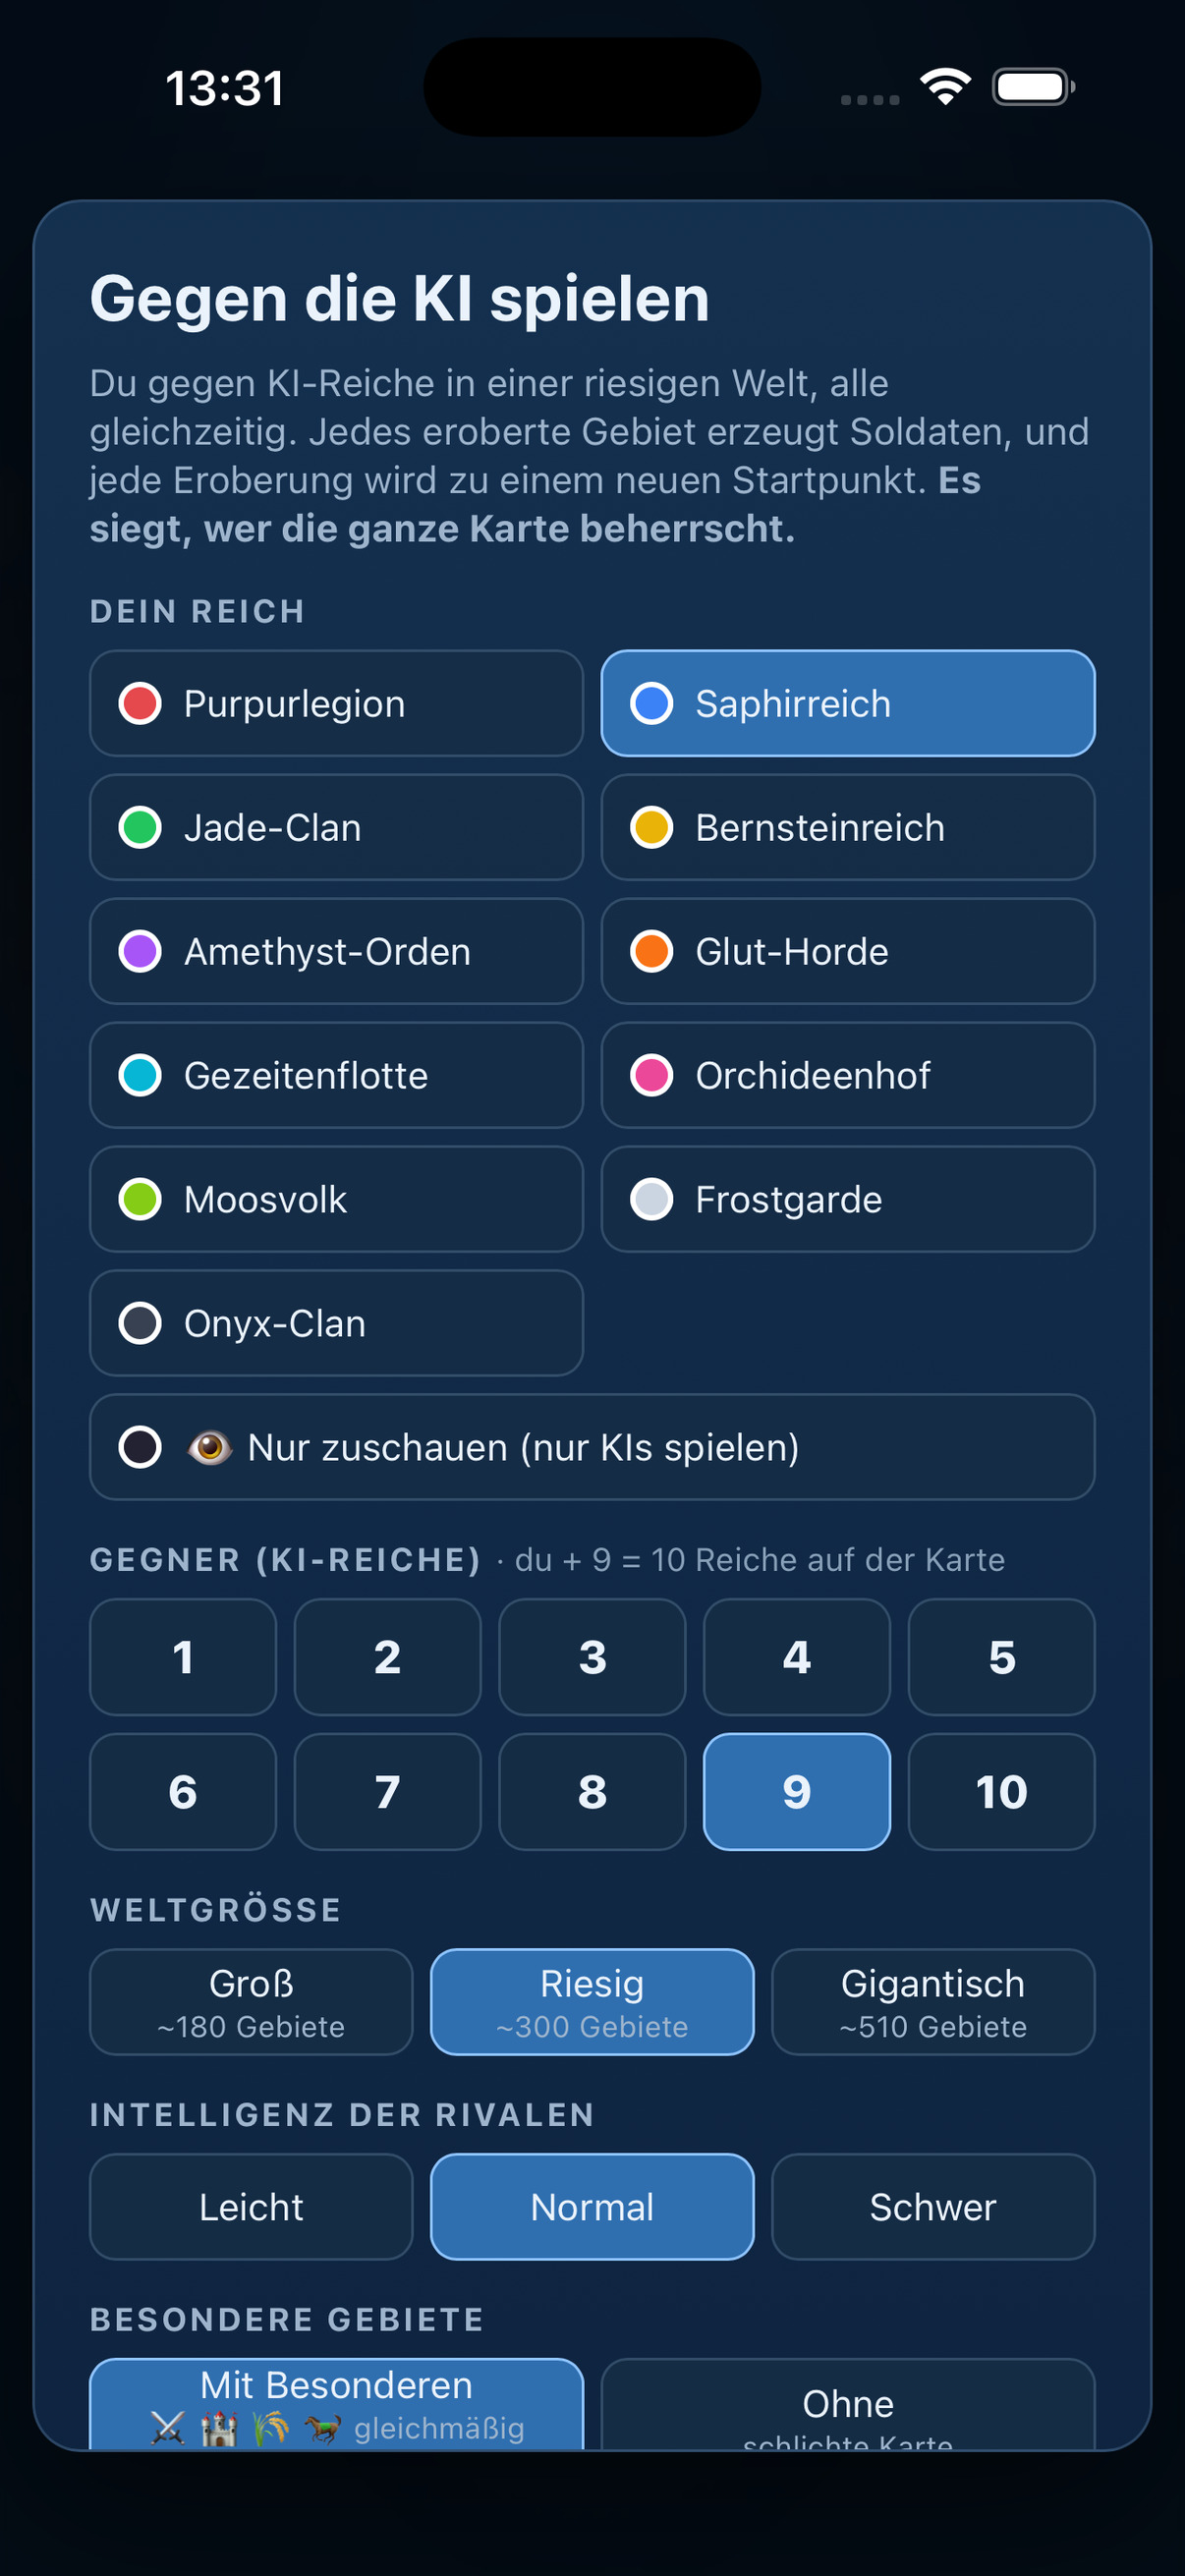 13:31
Gegen die KI spielen
Du gegen KI-Reiche in einer riesigen Welt, alle
gleichzeitig. Jedes eroberte Gebiet erzeugt Soldaten, und
jede Eroberung wird zu einem neuen Startpunkt. Es
siegt, wer die ganze Karte beherrscht.
DEIN REICH
Purpurlegion
Saphirreich
Jade-Clan
Bernsteinreich
Amethyst-Orden
Glut-Horde
Gezeitenflotte
Orchideenhof
Moosvolk
Frostgarde
Onyx-Clan
Nur zuschauen (nur KIs spielen)
GEGNER (KI-REICHE) · du + 9 = 10 Reiche auf der Karte
1
2
3
4
5
6
7
8
9
10
WELTGRÖSSE
Groß
~180 Gebiete
Riesig
~300 Gebiete
Gigantisch
~510 Gebiete
INTELLIGENZ DER RIVALEN
Leicht
Normal
Schwer
BESONDERE GEBIETE
Mit Besonderen
gleichmäßig
Ohne
schlichte Karte